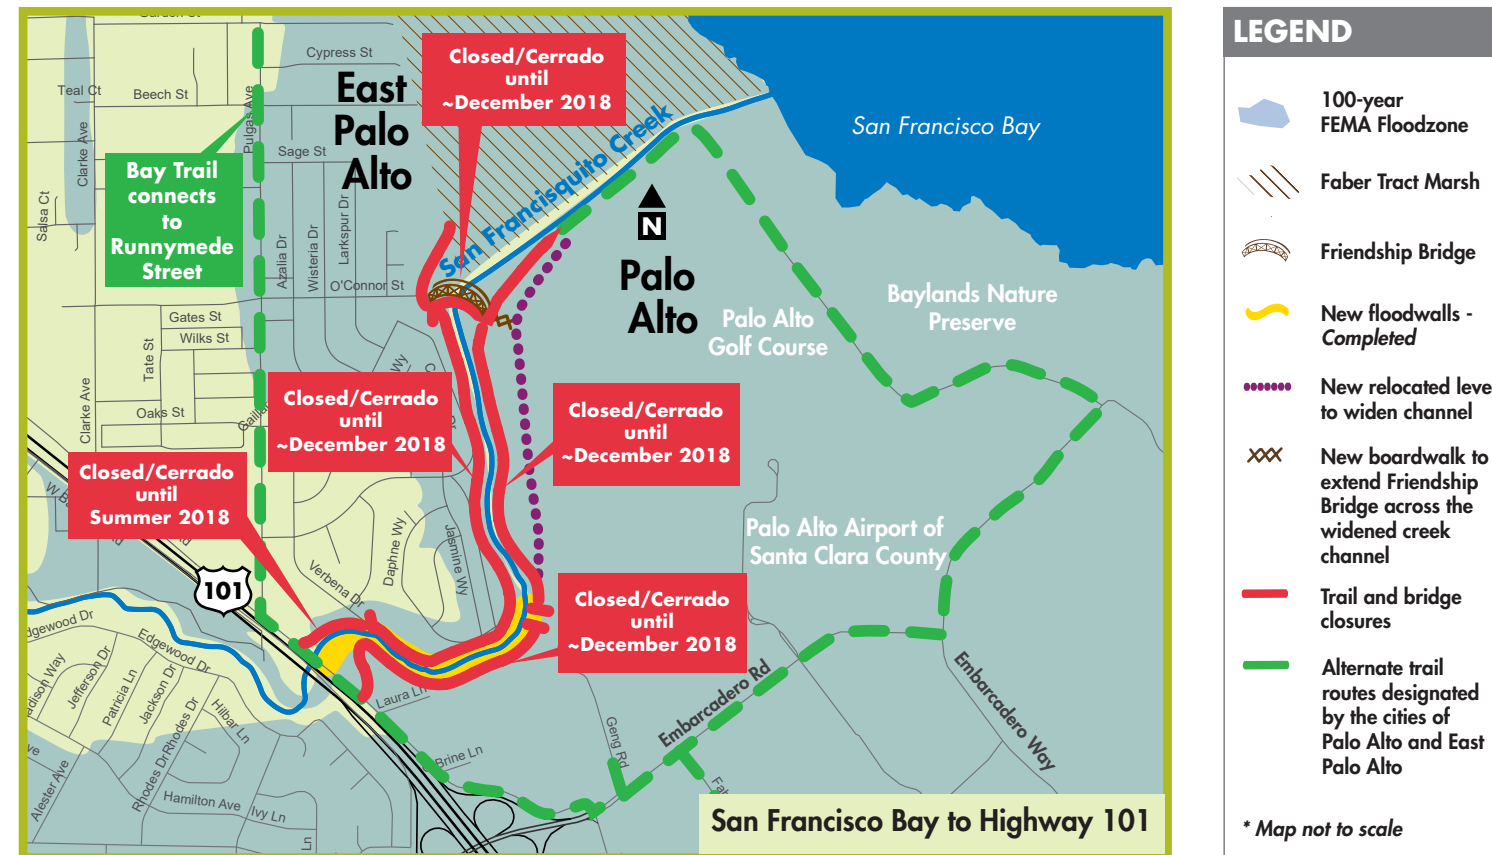 Cypress St
Teal Ct
Beech St
Pulgas Ave
Clarke Ave
Sage St
Salsa Ct
East
Palo
Alto
Closed/Cerrado
until
~December 2018
San Francisquito Creek
San Francisco Bay
Bay Trail
connects
to
Runnymede
Street
Azalia Dr
Wisteria Dr
Larkspur Dr
O'Connor St
N
Palo
Alto
Baylands Nature
Preserve
Palo Alto
Golf Course
Gates St
Wilks St
Tate St
Clarke Ave
Oaks St
Wy
Closed/Cerrado
until
~December 2018
Closed/Cerrado
until
~December 2018
Closed/Cerrado
until
Summer 2018
Palo Alto Airport of
Santa Clara County
Daphne Wy
Jasmine Wy
Verbena Dr
101
Closed/Cerrado
until
~December 2018
Edgewood Dr
Jefferson Dr
Patricia Ln
Jackson Dr
Rhodes Dr
Rhodes Dr
Hilbar Ln
Laura Ln
Brine Ln
Geng Rd
Embarcadero Rd
Embarcadero Way
Alester Ave
Hamilton Ave
Ivy Ln
Ln
San Francisco Bay to Highway 101
LEGEND
100-year
FEMA Floodzone
Faber Tract Marsh
Friendship Bridge
New floodwalls -
Completed
New relocated leve
to widen channel
New boardwalk to
extend Friendship
Bridge across the
widened creek
channel
Trail and bridge
closures
Alternate trail
routes designated
by the cities of
Palo Alto and East
Palo Alto
* Map not to scale